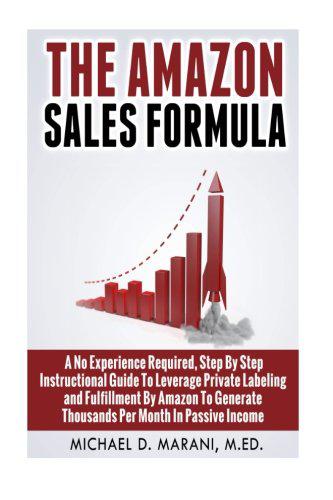 THE AMAZON
SALES FORMULA
A No Experience Required, Step By Step
Instructional Guide To Leverage Private Labeling
and Fulfillment By Amazon To Generate
Thousands Per Month In Passive Income
MICHAEL D. MARANI, M.ED.